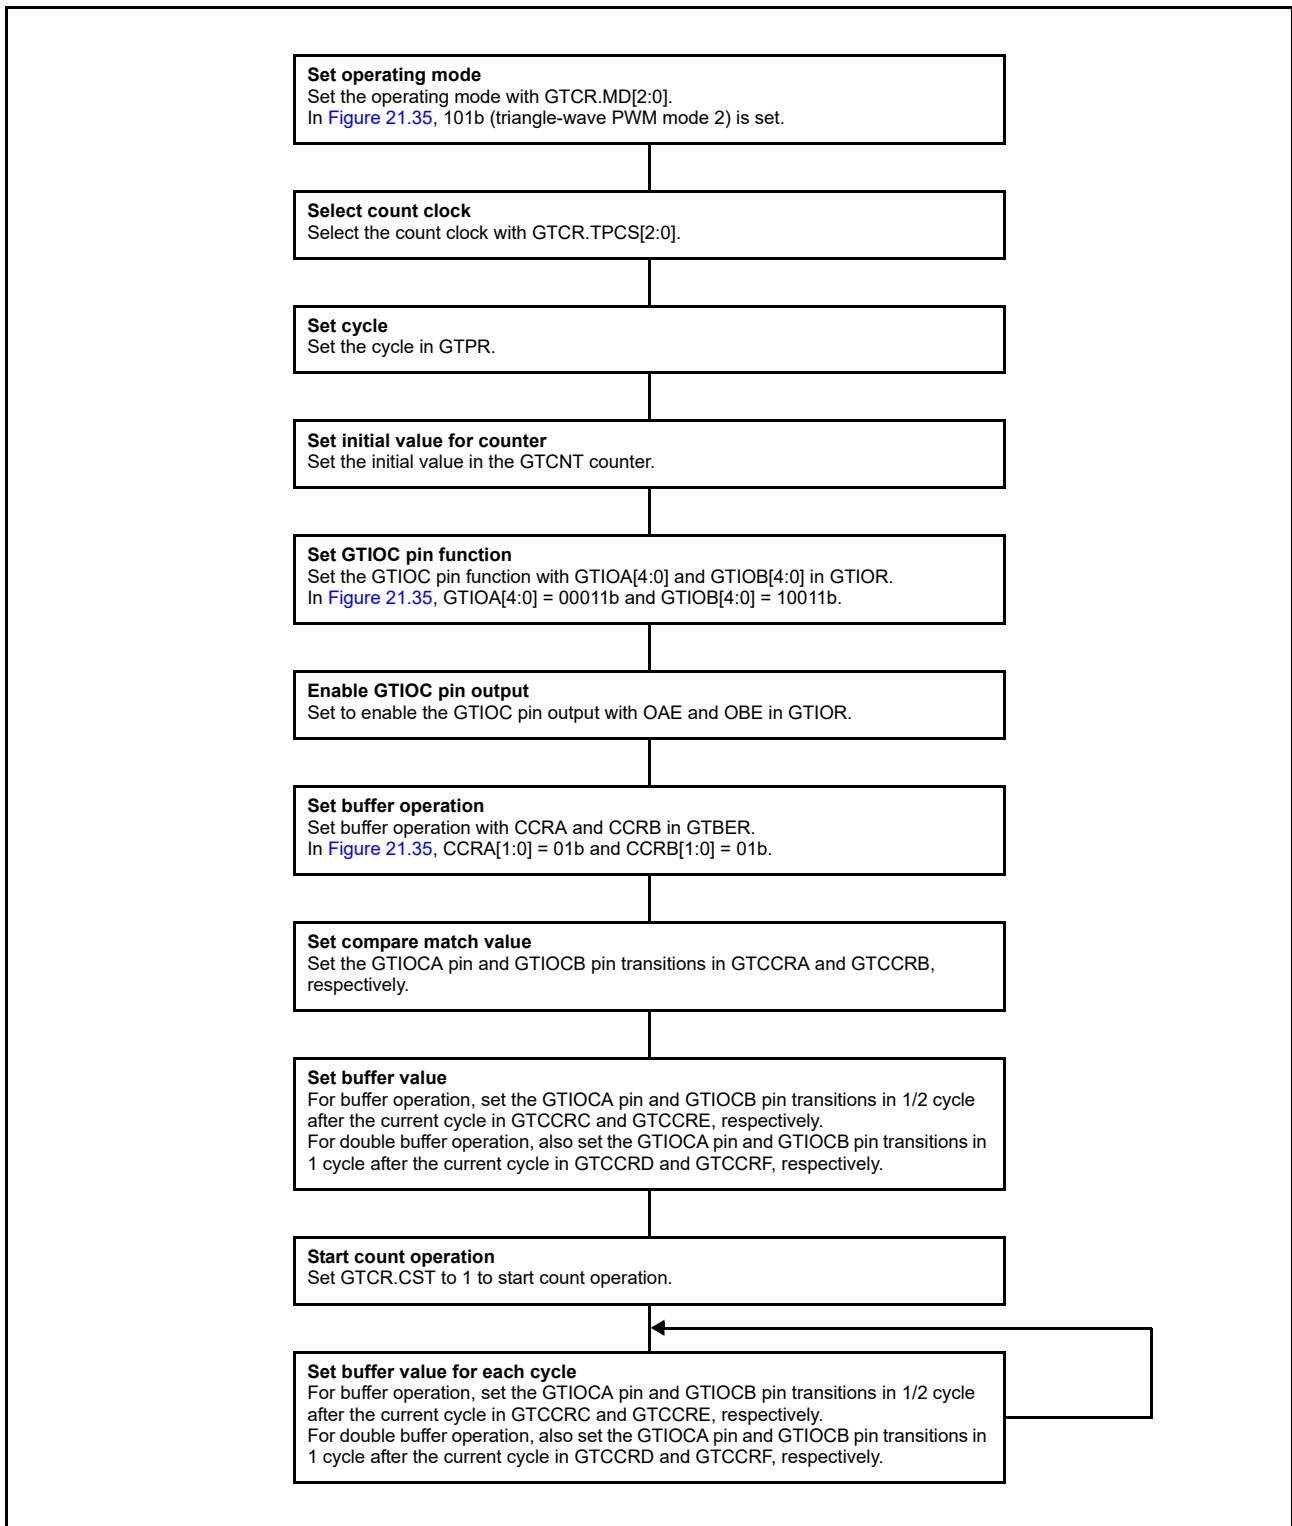 Set operating mode
Set the operating mode with GTCR.MD[2:0].
In Figure 21.35, 101b (triangle-wave PWM mode 2) is set.
Select count clock
Select the count clock with GTCR.TPCS[2:0].
Set cycle
Set the cycle in GTPR.
Set initial value for counter
Set the initial value in the GTCNT counter.
Set GTIOC pin function
Set the GTIOC pin function with GTIOA[4:0] and GTIOB[4:0] in GTIOR.
In Figure 21.35, GTIOA[4:0] = 00011b and GTIOB[4:0] = 10011b.
Enable GTIOC pin output
Set to enable the GTIOC pin output with OAE and OBE in GTIOR.
Set buffer operation
Set buffer operation with CCRA and CCRB in GTBER.
In Figure 21.35, CCRA[1:0] = 01b and CCRB[1:0] = 01b.
Set compare match value
Set the GTIOCA pin and GTIOCB pin transitions in GTCCRA and GTCCRB,
respectively.
Set buffer value
For buffer operation, set the GTIOCA pin and GTIOCB pin transitions in 1/2 cycle
after the current cycle in GTCCRC and GTCCRE, respectively.
For double buffer operation, also set the GTIOCA pin and GTIOCB pin transitions in
1 cycle after the current cycle in GTCCRD and GTCCRF, respectively.
Start count operation
Set GTCR.CST to 1 to start count operation.
Set buffer value for each cycle
For buffer operation, set the GTIOCA pin and GTIOCB pin transitions in 1/2 cycle
after the current cycle in GTCCRC and GTCCRE, respectively.
For double buffer operation, also set the GTIOCA pin and GTIOCB pin transitions in
1 cycle after the current cycle in GTCCRD and GTCCRF, respectively.